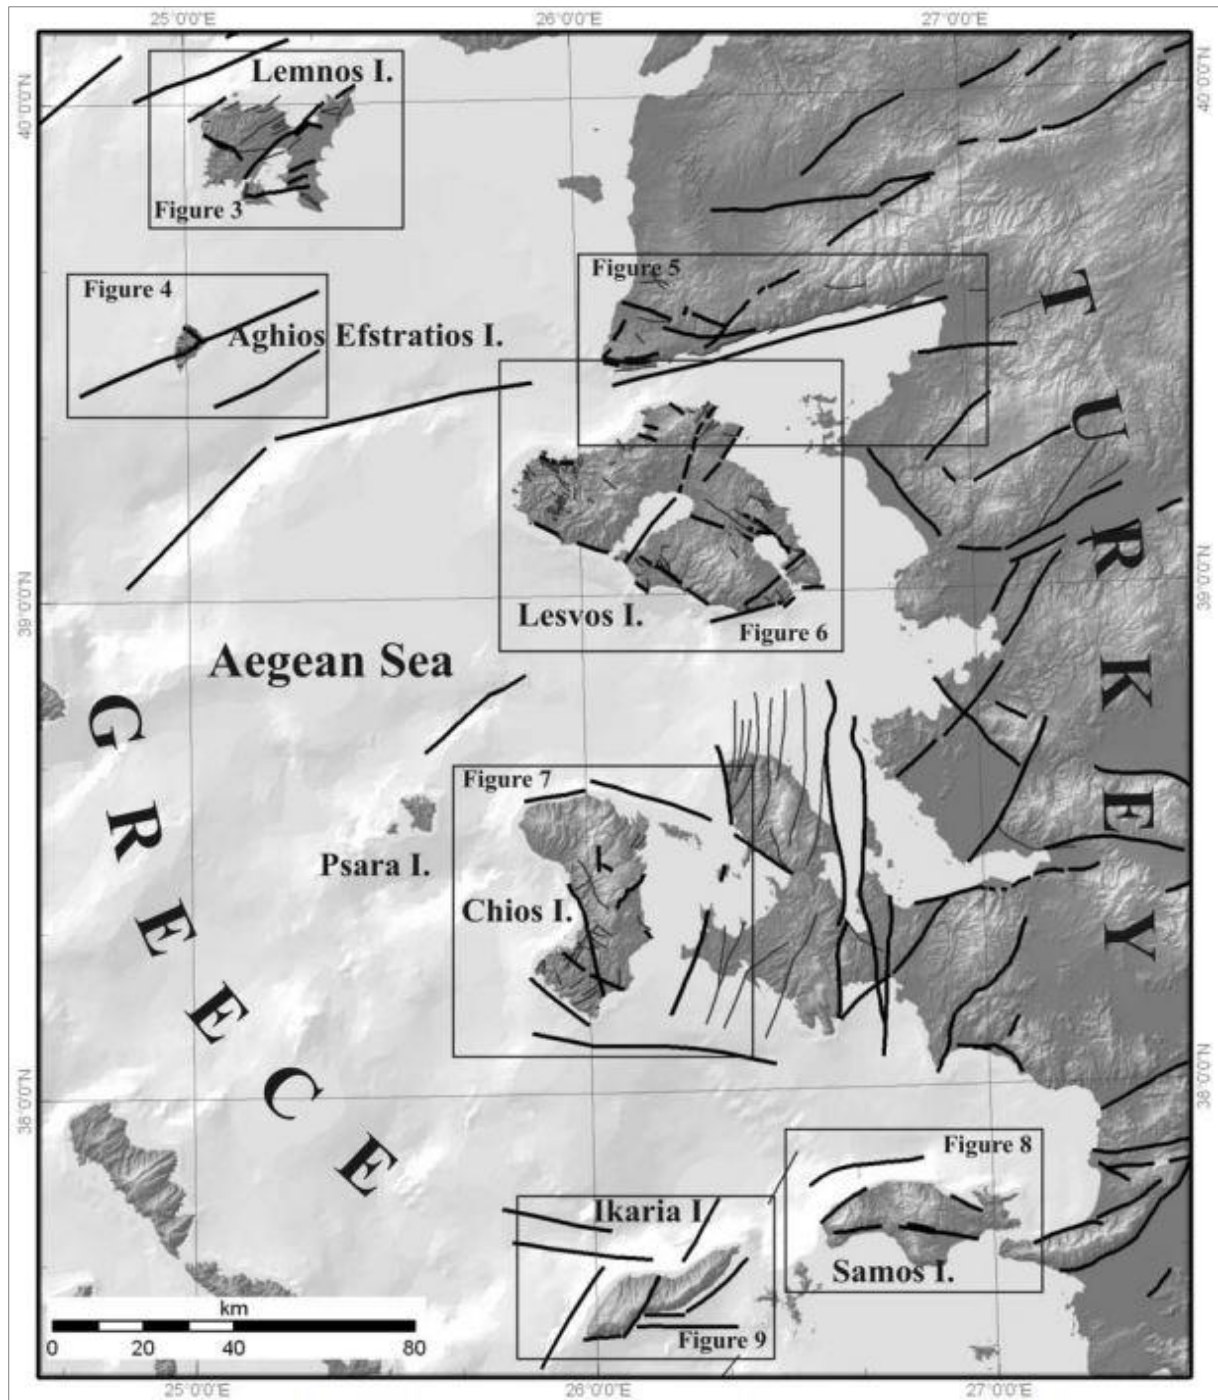 25°0'0"E 26°0'0"E 27°0'0"E
40°0'0"N 40°0'0"N
Lemnos I.
Figure 3
Figure 5
Figure 4
Aghios Efstratios I.
TURKEY
39°0'0"N 39°0'0"N
Lesvos I.
Figure 6
Aegean Sea
GREECE
Figure 7
Psara I.
Chios I.
38°0'0"N 38°0'0"N
Figure 8
Ikaria I.
Samos I.
Figure 9
km
0 20 40 80
25°0'0"E 26°0'0"E 27°0'0"E